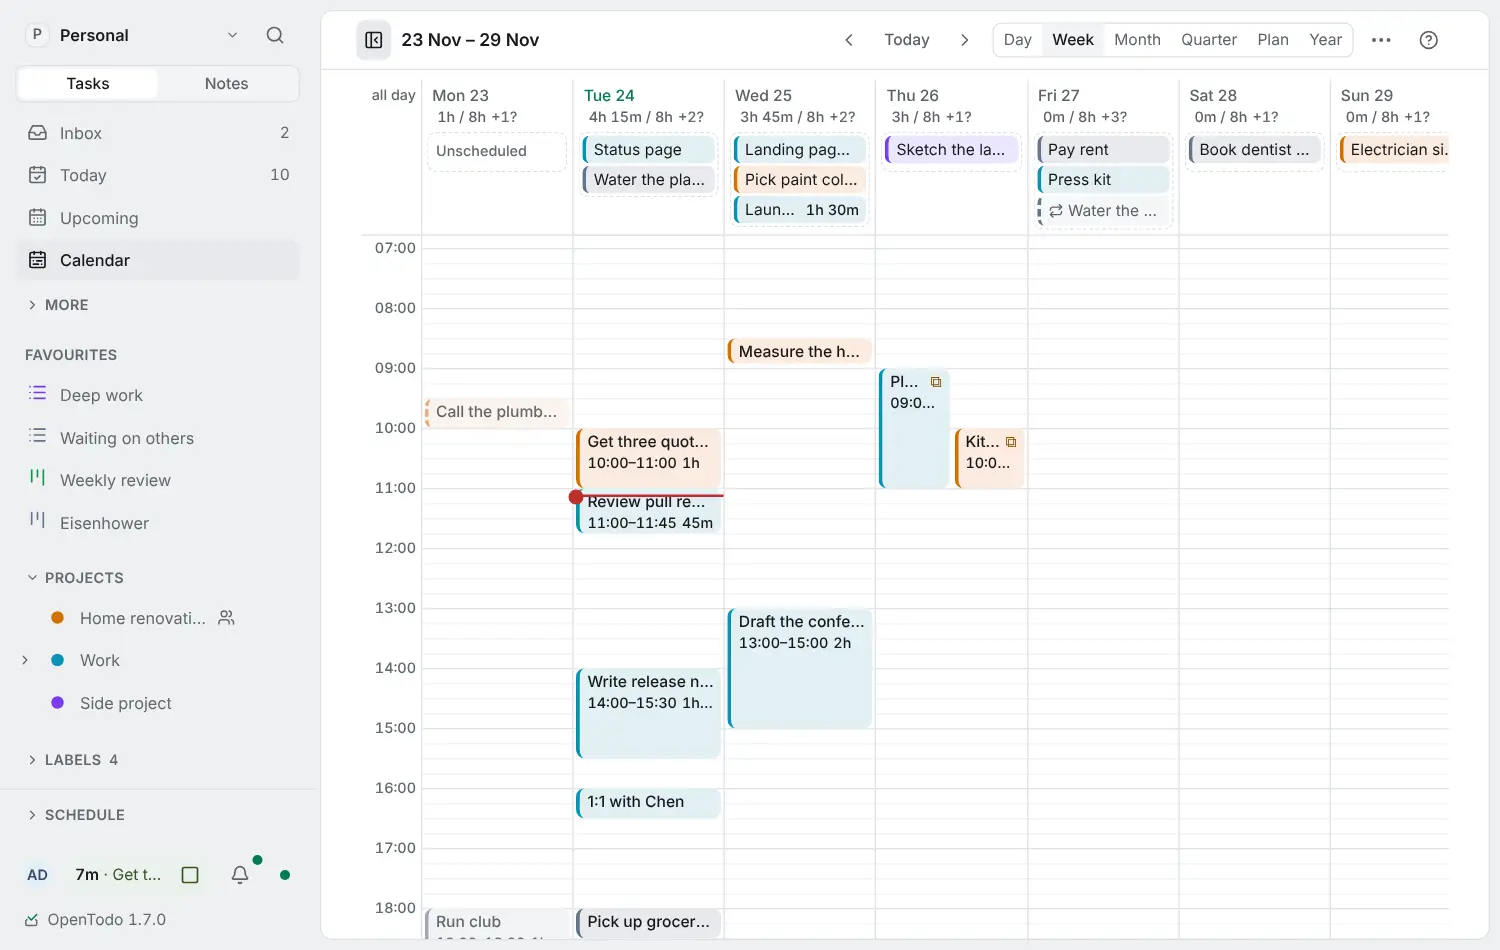 P Personal
Tasks Notes
Inbox 2
Today 10
Upcoming
Calendar
MORE
FAVOURITES
Deep work
Waiting on others
Weekly review
Eisenhower
PROJECTS
Home renovati...
Work
Side project
LABELS 4
SCHEDULE
AD 7m · Get t...
OpenTodo 1.7.0
23 Nov – 29 Nov
Today
Day Week Month Quarter Plan Year
all day
Mon 23
1h / 8h +1?
Unscheduled
Tue 24
4h 15m / 8h +2?
Status page
Water the pla...
Wed 25
3h 45m / 8h +2?
Landing pag...
Pick paint col...
Laun... 1h 30m
Thu 26
3h / 8h +1?
Sketch the la...
Fri 27
0m / 8h +3?
Pay rent
Press kit
Water the ...
Sat 28
0m / 8h +1?
Book dentist ...
Sun 29
0m / 8h +1?
Electrician si.
07:00
08:00
09:00
10:00
11:00
12:00
13:00
14:00
15:00
16:00
17:00
18:00
Call the plumb...
Run club
Get three quot...
10:00–11:00 1h
Review pull re...
11:00–11:45 45m
Write release n...
14:00–15:30 1h...
1:1 with Chen
Pick up grocer...
Measure the h...
Draft the confe...
13:00–15:00 2h
Pl...
09:0...
Kit...
10:0...